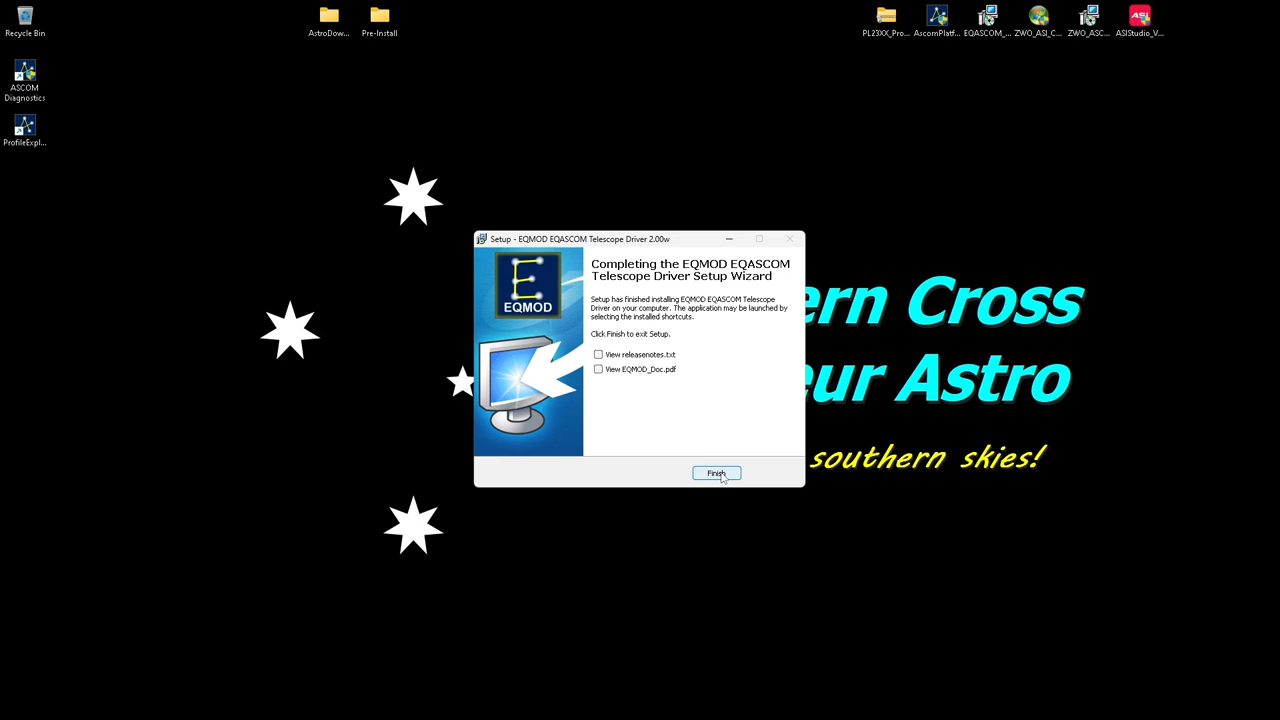 Recycle Bin
AstroDow...
Pre-Install
PL23XX_Pro...
AscomPlatf...
EQASCOM_...
ZWO_ASI_C...
ZWO_ASC...
ASI
ASIStudio_V...
ASCOM
Diagnostics
ProfileExpl...
Setup - EQMOD EQASCOM Telescope Driver 2.00w
EQMOD
Completing the EQMOD EQASCOM
Telescope Driver Setup Wizard
Setup has finished installing EQMOD EQASCOM Telescope
Driver on your computer. The application may be launched by
selecting the installed shortcuts.
Click Finish to exit Setup.
View releasenotes.txt
View EQMOD_Doc.pdf
Finish
ern Cross
eur Astro
southern skies!